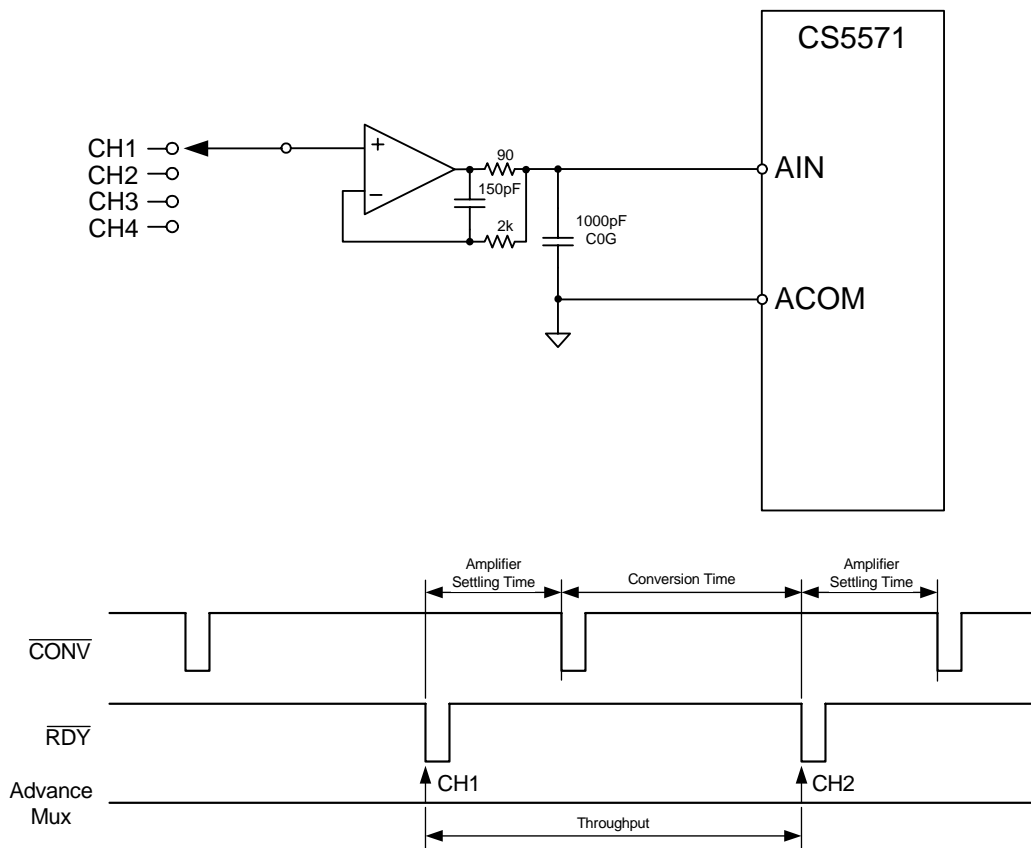 CS5571
CH1
CH2
CH3
CH4
+
−
90
150pF
2k
1000pF
C0G
AIN
ACOM
Amplifier
Settling Time
Conversion Time
Amplifier
Settling Time
CONV
RDY
CH1
CH2
Advance
Mux
Throughput